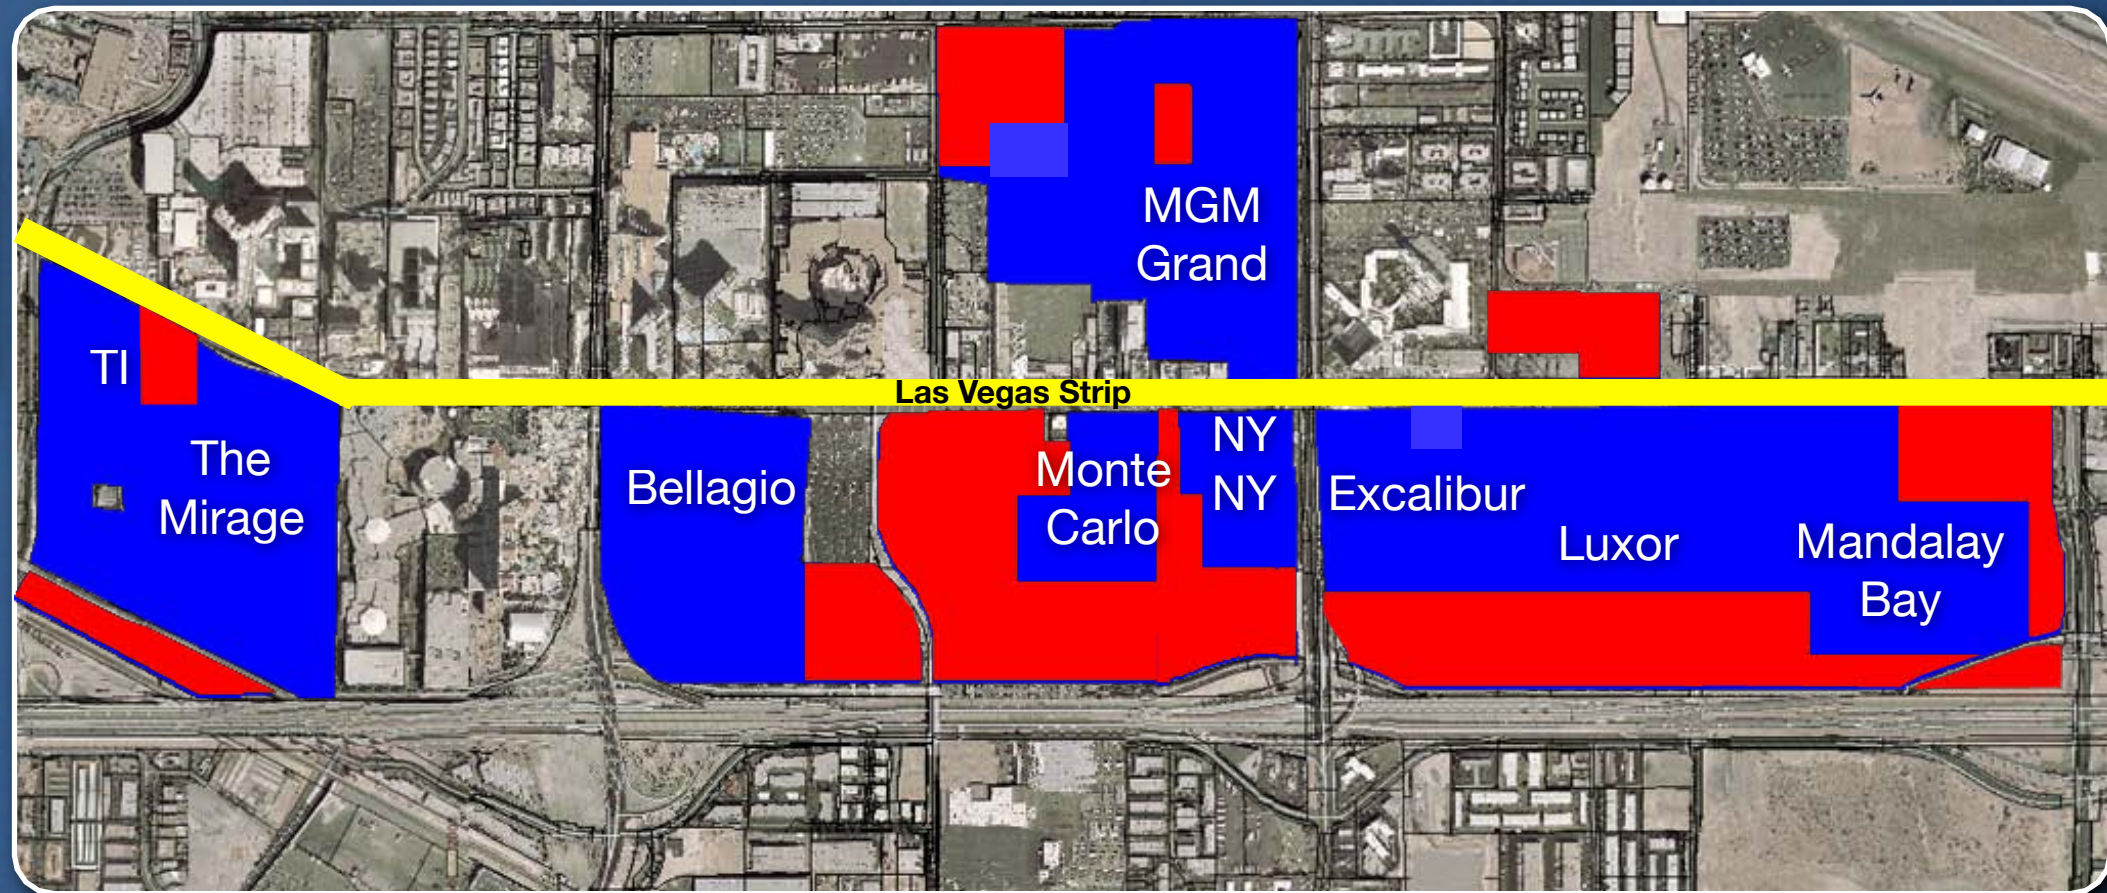 MGM
Grand
TI
Las Vegas Strip
The
Mirage
Bellagio
Monte
Carlo
NY
NY
Excalibur
Luxor
Mandalay
Bay